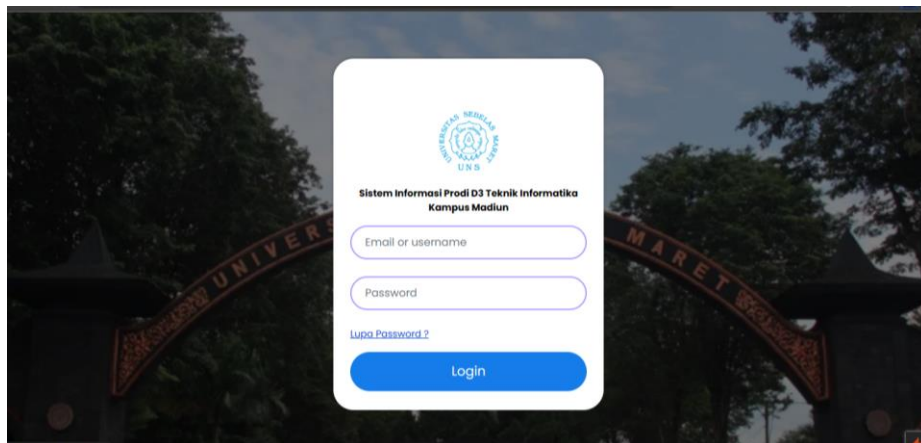 UNIVERSITAS SEBELAS MARET
UNS
Sistem Informasi Prodi D3 Teknik Informatika
Kampus Madiun
UNIVER
MARET
Email or username
Password
Lupa Password ?
Login